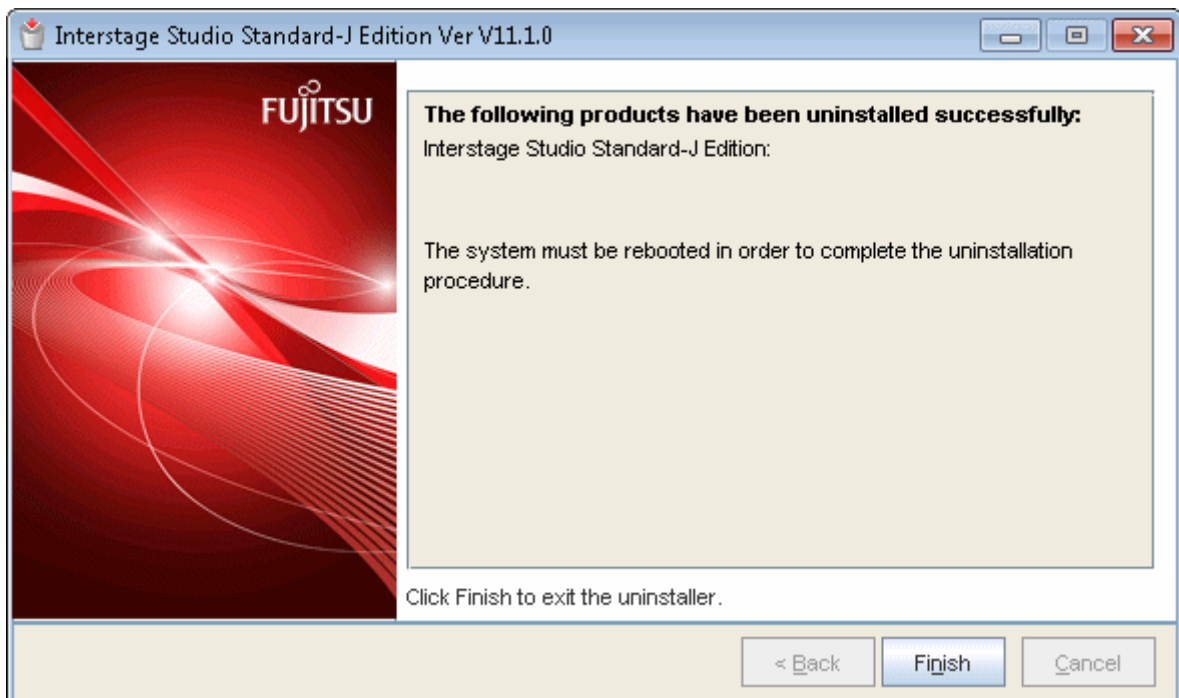 Interstage Studio Standard-J Edition Ver V11.1.0
FUJITSU
The following products have been uninstalled successfully:
Interstage Studio Standard-J Edition:
The system must be rebooted in order to complete the uninstallation
procedure.
Click Finish to exit the uninstaller.
< Back
Finish
Cancel